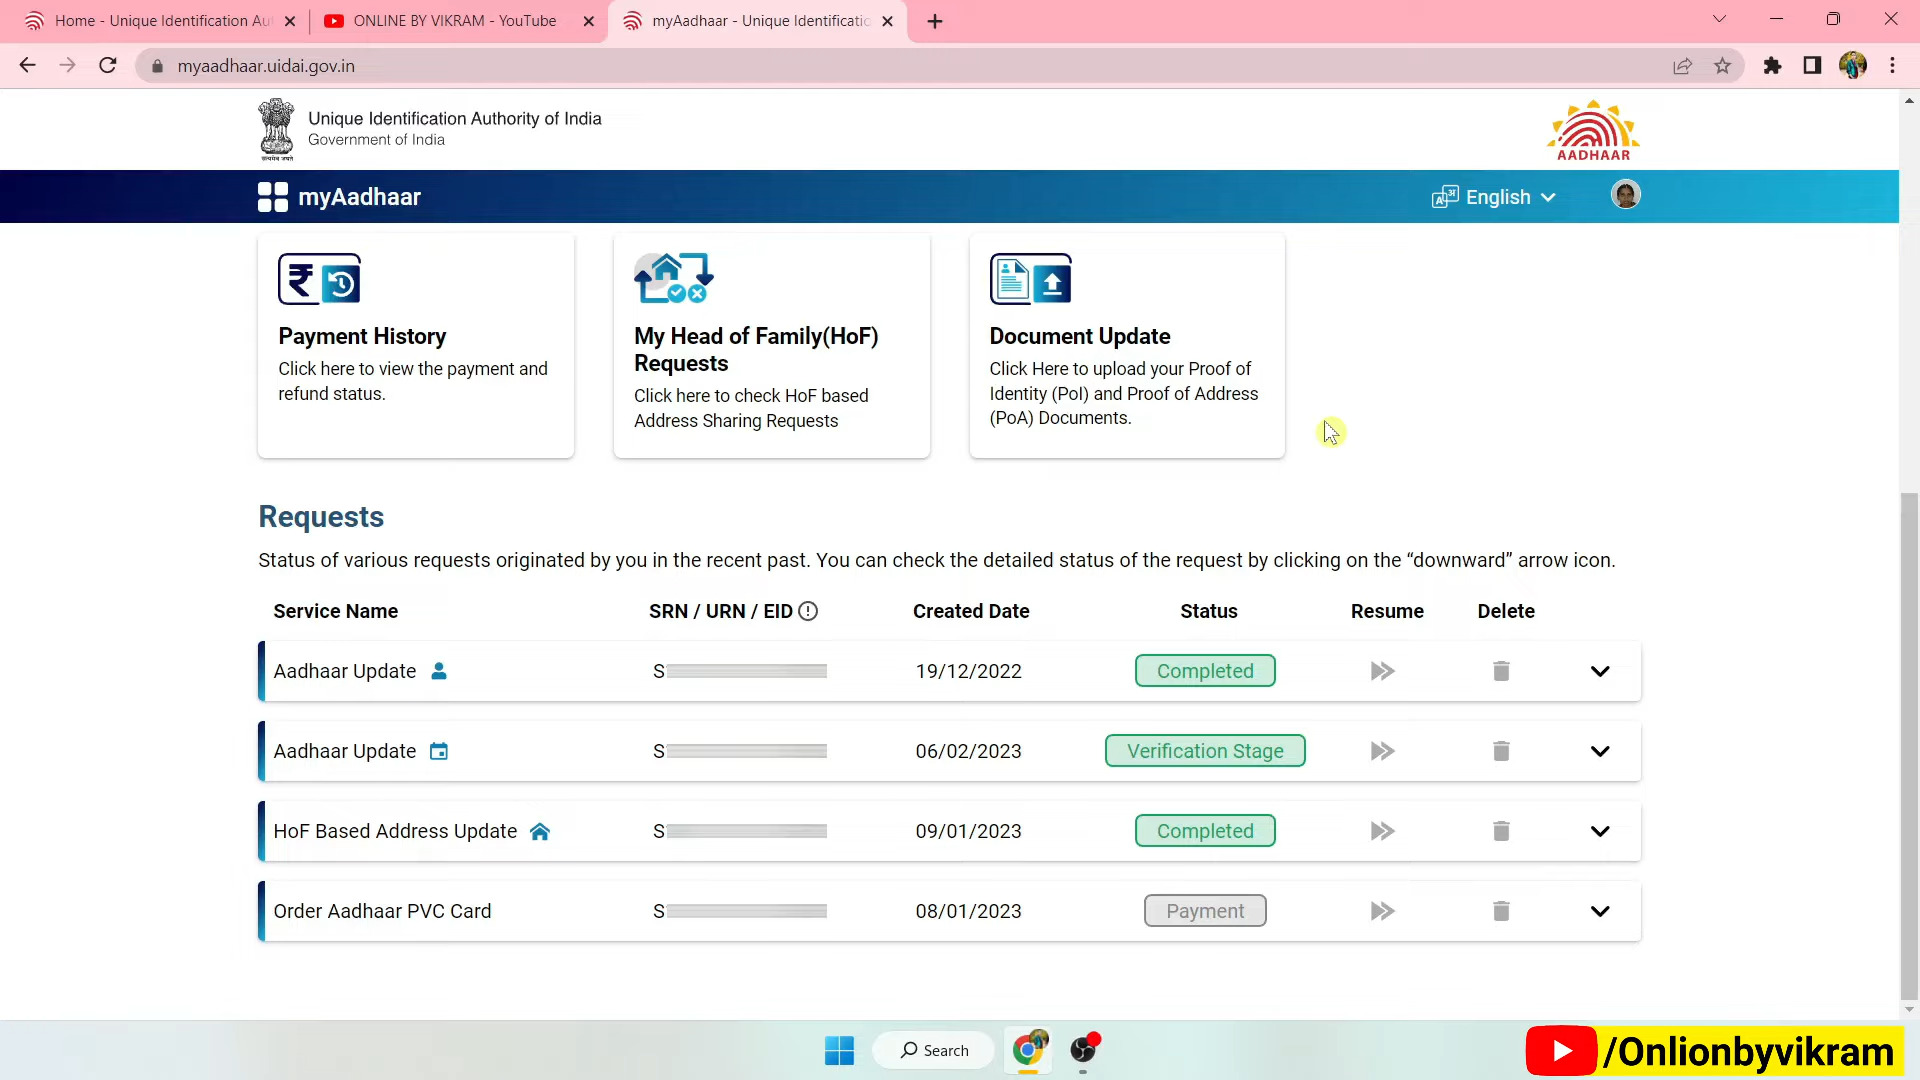 Home - Unique Identification Au
ONLINE BY VIKRAM - YouTube
myAadhaar - Unique Identificatio
myaadhaar.uidai.gov.in
सत्यमेव जयते
Unique Identification Authority of India
Government of India
AADHAAR
myAadhaar
English
Payment History
Click here to view the payment and
refund status.
My Head of Family(HoF)
Requests
Click here to check HoF based
Address Sharing Requests
Document Update
Click Here to upload your Proof of
Identity (PoI) and Proof of Address
(PoA) Documents.
Requests
Status of various requests originated by you in the recent past. You can check the detailed status of the request by clicking on the “downward” arrow icon.
Service Name SRN / URN / EID Created Date Status Resume Delete
Aadhaar Update S 19/12/2022 Completed
Aadhaar Update S 06/02/2023 Verification Stage
HoF Based Address Update S 09/01/2023 Completed
Order Aadhaar PVC Card S 08/01/2023 Payment
Search
/Onlionbyvikram